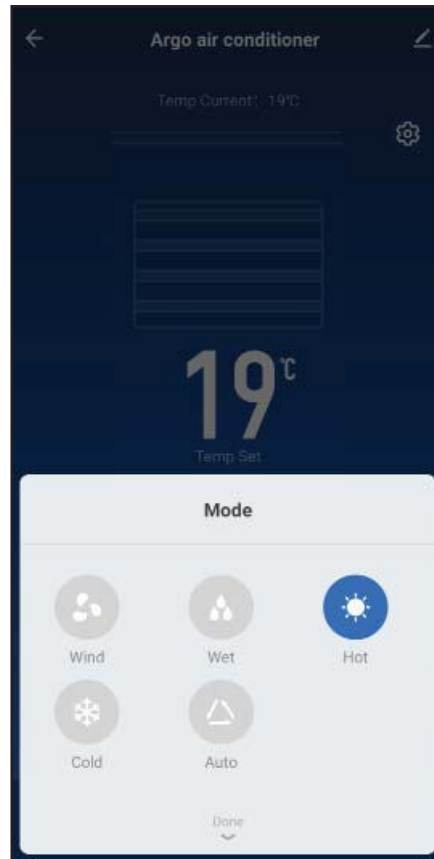 Argo air conditioner
Temp Current: 19℃
19℃
Temp Set
Mode
Wind Wet Hot
Cold Auto
Done